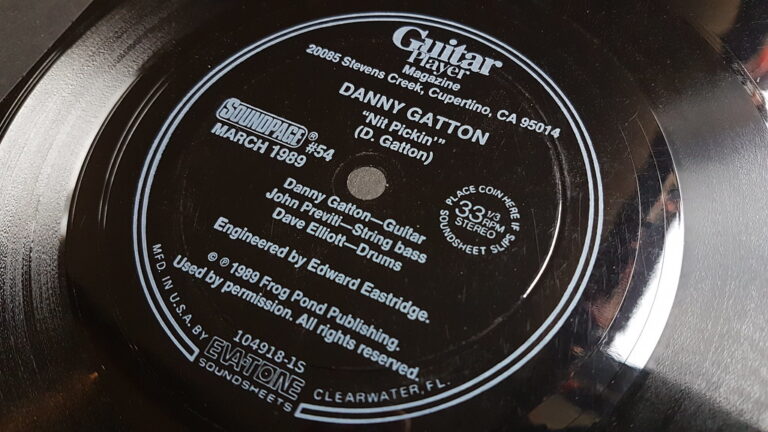 Guitar
Player
Magazine
20085 Stevens Creek, Cupertino, CA 95014
DANNY GATTON
"Nit Pickin'"
(D. Gatton)
SOUNDPAGE® #54
MARCH 1989
Danny Gatton—Guitar
John Previti—String bass
Dave Elliott—Drums
Engineered by Edward Eastridge.
© ℗ 1989 Frog Pond Publishing.
Used by permission. All rights reserved.
PLACE COIN HERE IF
SOUNDSHEET SLIPS
33 1/3
RPM
STEREO
104918-1S
MFD. IN U.S.A. BY EVA-TONE
SOUNDSHEETS
CLEARWATER, FL.